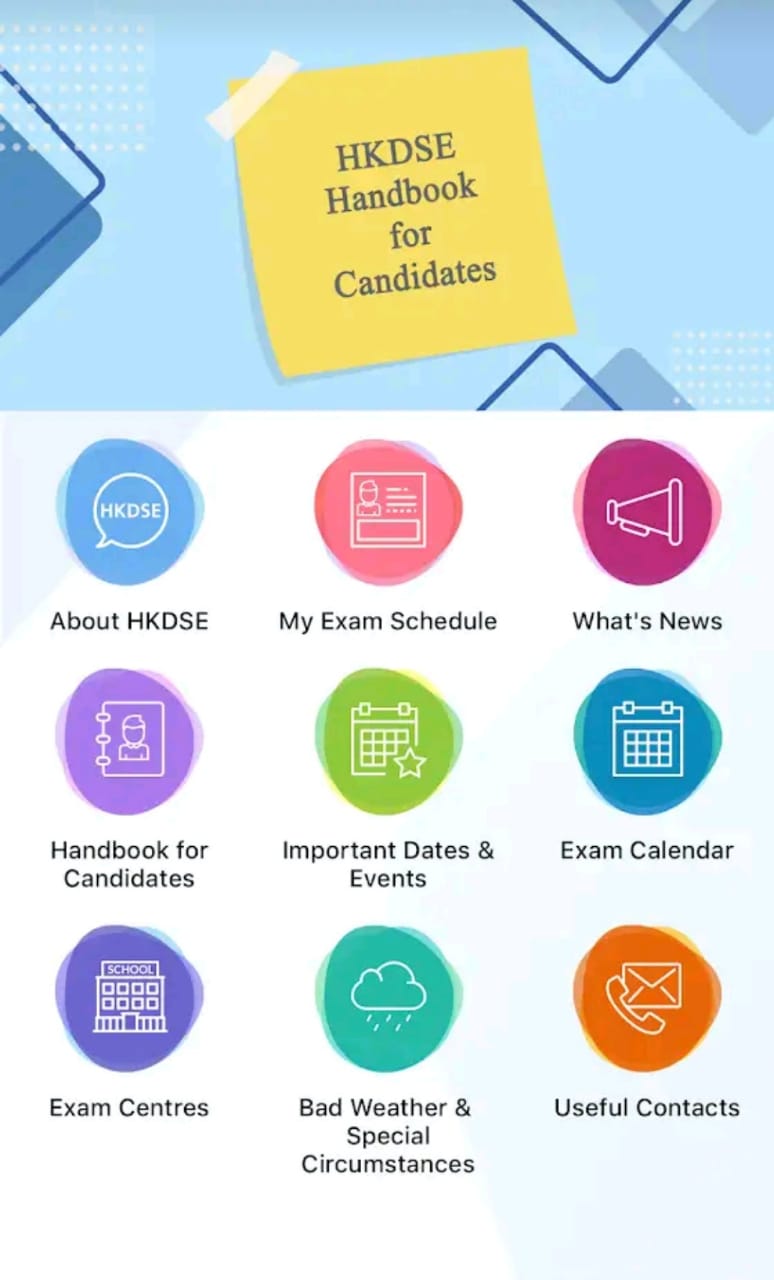 HKDSE
Handbook
for
Candidates
HKDSE
About HKDSE
My Exam Schedule
What's News
Handbook for
Candidates
Important Dates &
Events
Exam Calendar
SCHOOL
Exam Centres
Bad Weather &
Special
Circumstances
Useful Contacts